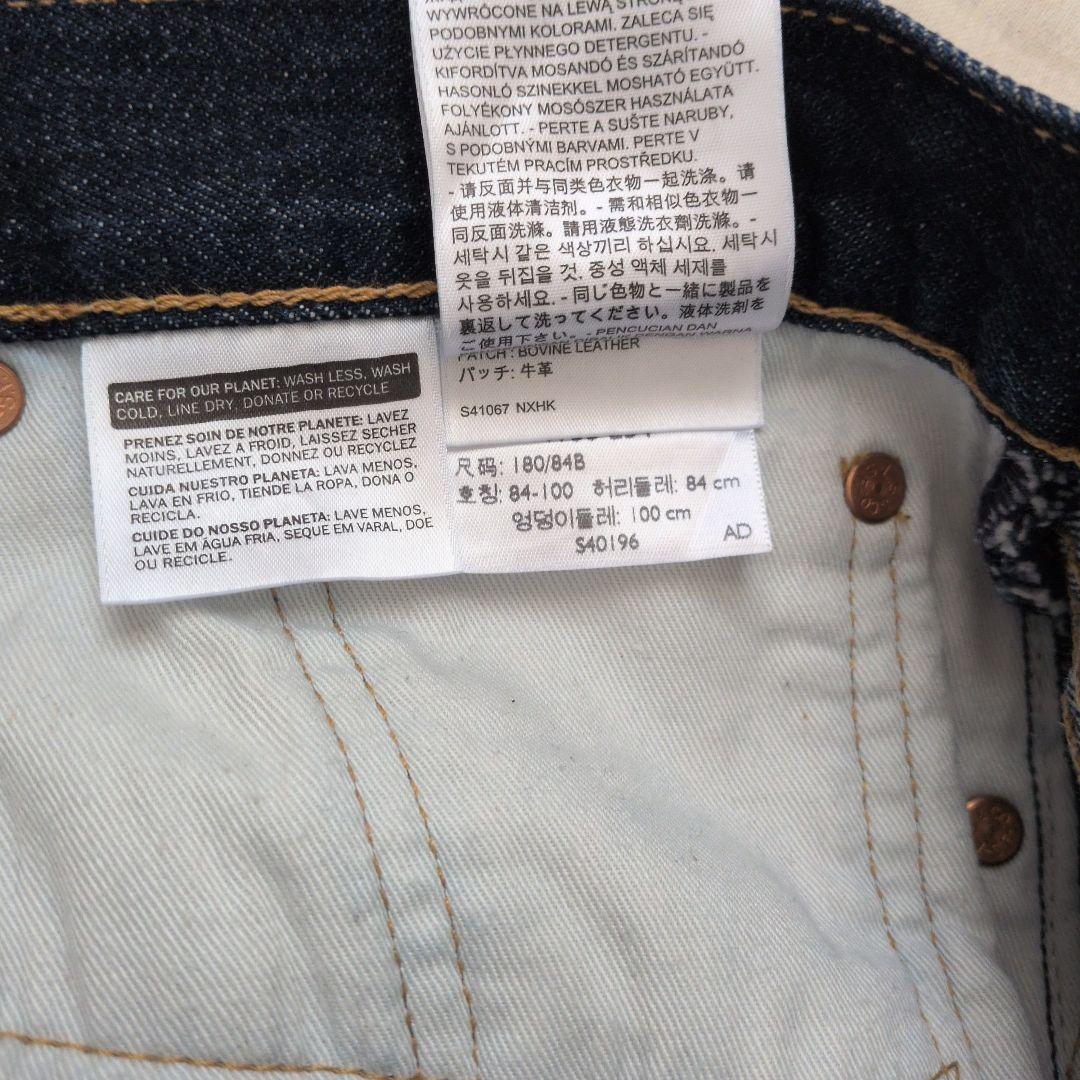 WYWRÓCONE NA LEWĄ STRONĘ
PODOBNYMI KOLORAMI. ZALECA SIĘ
UŻYCIE PŁYNNEGO DETERGENTU. -
KIFORDÍTVA MOSANDÓ ÉS SZÁRÍTANDÓ
HASONLÓ SZINEKKEL MOSHATÓ EGYÜTT.
FOLYÉKONY MOSÓSZER HASZNÁLATA
AJÁNLOTT. - PERTE A SUŠTE NARUBY,
S PODOBNÝMI BARVAMI. PERTE V
TEKUTÉM PRACÍM PROSTŘEDKU.
- 请反面并与同类色衣物一起洗涤。请
使用液体清洁剂。- 需和相似色衣物一
同反面洗滌。請用液態洗衣劑洗滌。-
세탁시 같은 색상끼리 하십시요. 세탁시
옷을 뒤집을 것. 중성 액체 세제를
사용하세요. - 同じ色物と一緒に製品を
裏返して洗ってください。液体洗剤を
ご使用下さい。- PENCUCIAN DAN
PATCH : BOVINE LEATHER
パッチ: 牛革
S41067 NXHK
CARE FOR OUR PLANET: WASH LESS, WASH
COLD, LINE DRY, DONATE OR RECYCLE
PRENEZ SOIN DE NOTRE PLANETE: LAVEZ
MOINS, LAVEZ A FROID, LAISSEZ SECHER
NATURELLEMENT, DONNEZ OU RECYCLEZ
CUIDA NUESTRO PLANETA: LAVA MENOS,
LAVA EN FRIO, TIENDE LA ROPA, DONA O
RECICLA.
CUIDE DO NOSSO PLANETA: LAVE MENOS,
LAVE EM ÁGUA FRIA, SEQUE EM VARAL, DOE
OU RECICLE.
尺码: 180/84B
호칭: 84-100 허리둘레: 84 cm
엉덩이둘레: 100 cm
S40196 AD